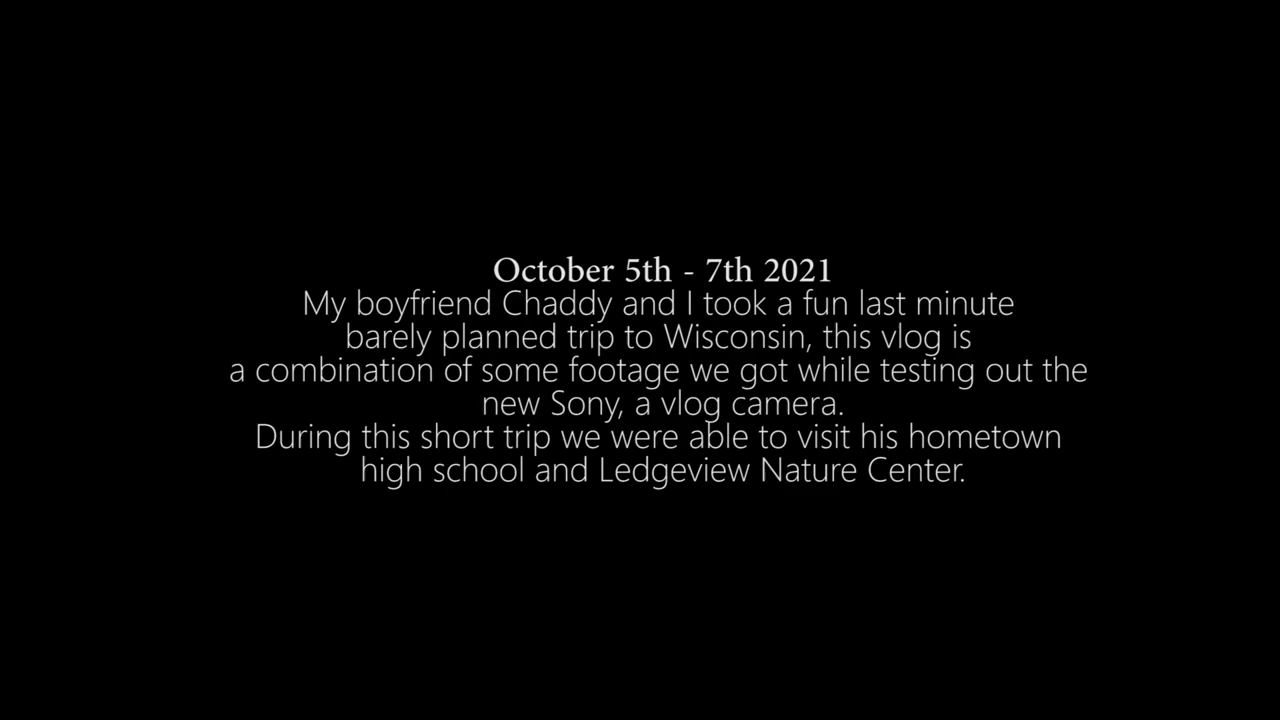 October 5th - 7th 2021
My boyfriend Chaddy and I took a fun last minute
barely planned trip to Wisconsin, this vlog is
a combination of some footage we got while testing out the
new Sony, a vlog camera.
During this short trip we were able to visit his hometown
high school and Ledgeview Nature Center.